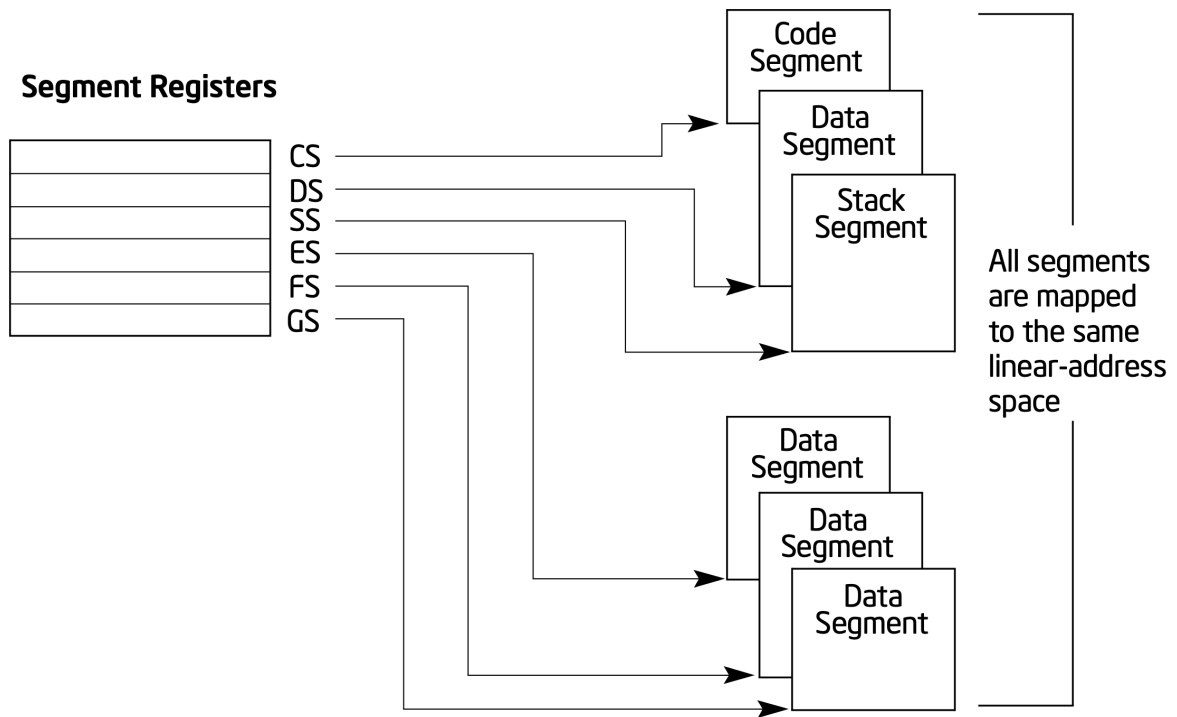 Segment Registers
CS
DS
SS
ES
FS
GS
Code
Segment
Data
Segment
Stack
Segment
Data
Segment
Data
Segment
Data
Segment
All segments
are mapped
to the same
linear-address
space